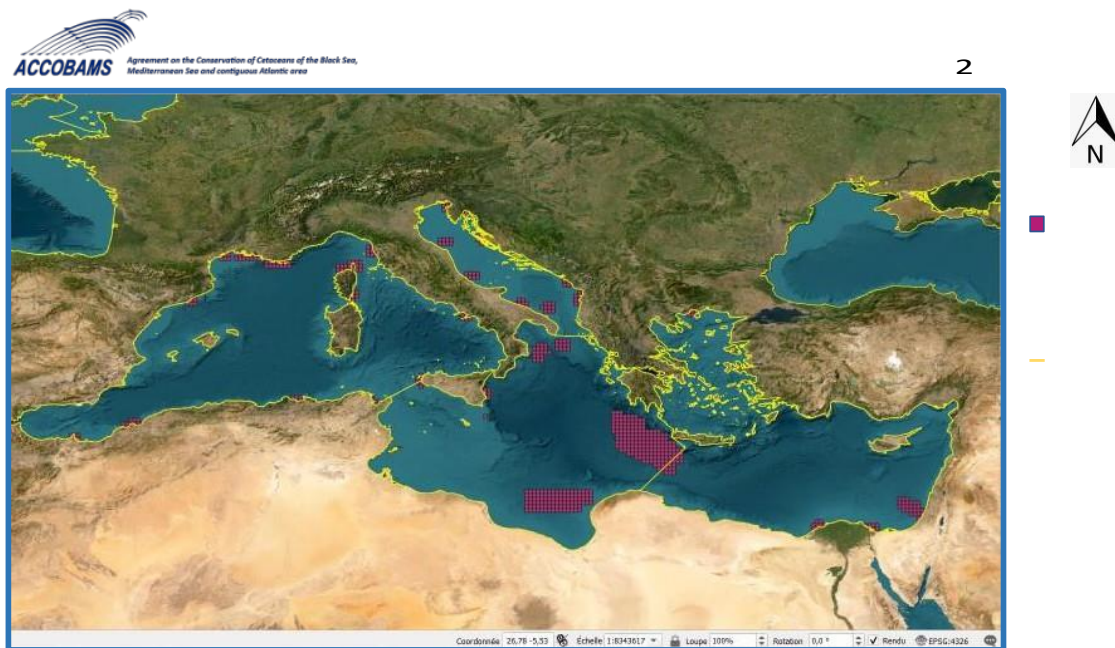 ACCOBAMS
Agreement on the Conservation of Cetaceans of the Black Sea,
Mediterranean Sea and contiguous Atlantic area
2
N
Coordonnée 26,78 -5,53 Échelle 1:8343617 Loupe 100% Rotation 0,0 ° Rendu EPSG:4326